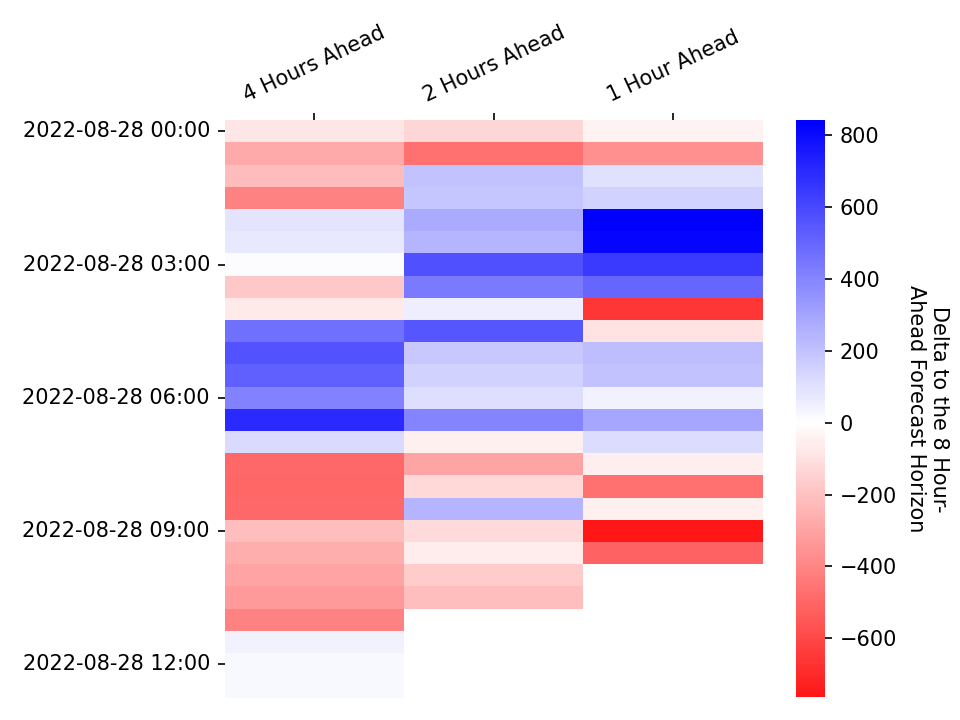 4 Hours Ahead
2 Hours Ahead
1 Hour Ahead
2022-08-28 00:00
2022-08-28 03:00
2022-08-28 06:00
2022-08-28 09:00
2022-08-28 12:00
800
600
400
200
0
−200
−400
−600
Delta to the 8 Hour-
Ahead Forecast Horizon